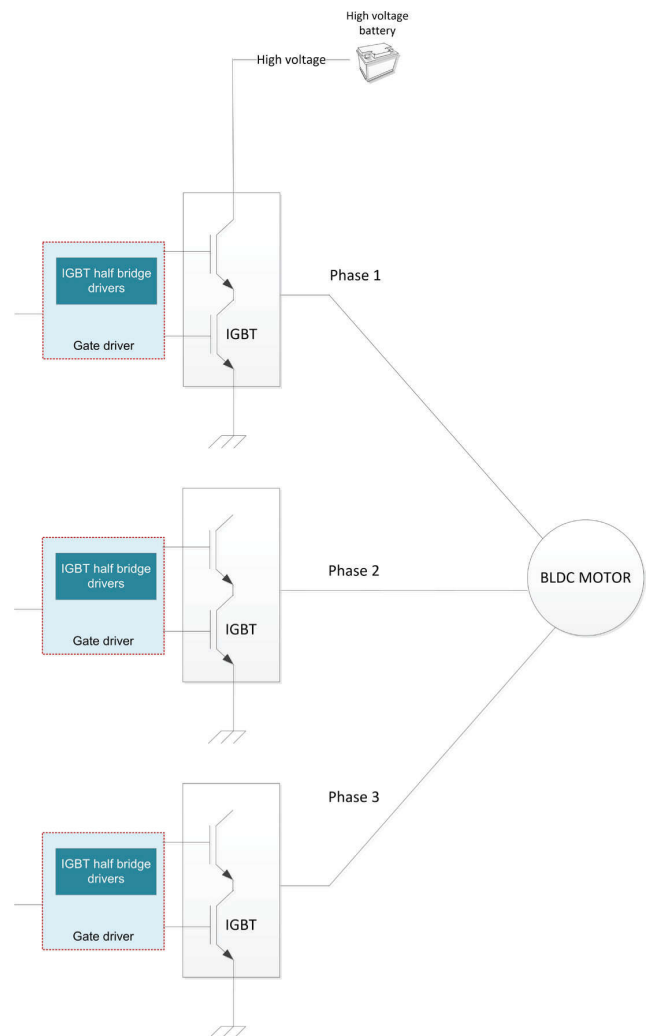 High voltage
battery
High voltage
Phase 1
IGBT half bridge
drivers
IGBT
Gate driver
IGBT half bridge
drivers
Phase 2
BLDC MOTOR
IGBT
Gate driver
Phase 3
IGBT half bridge
drivers
IGBT
Gate driver